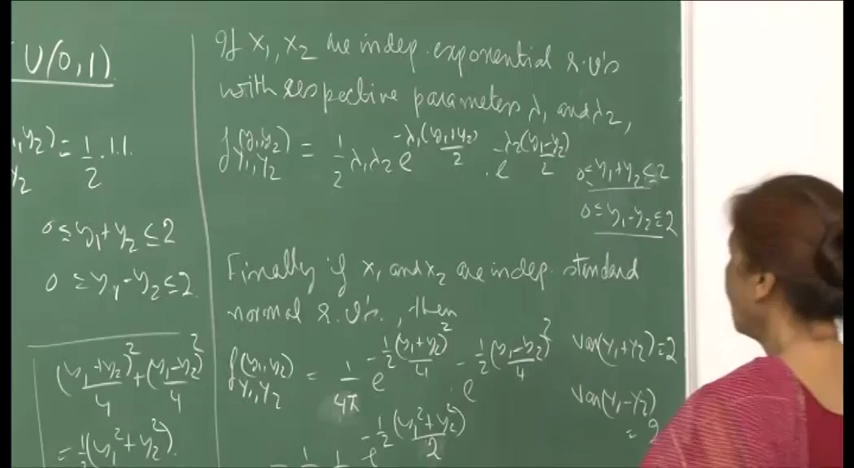 U(0,1)
= 1/2 · 1.1.
0 ≤ y₁ + y₂ ≤ 2
0 ≤ y₁ - y₂ ≤ 2
(y₁ + y₂)²/4 + (y₁ - y₂)²/4
= 1/2 (y₁² + y₂²)
If X₁, X₂ are indep. exponential r.v's
with respective parameters λ₁ and λ₂,
f_{Y₁,Y₂}(y₁,y₂) = 1/2 λ₁λ₂ e^{-λ₁(y₁+y₂)/2} . e^{-λ₂(y₁-y₂)/2}
0 ≤ y₁+y₂ ≤ 2
0 ≤ y₁-y₂ ≤ 2
Finally if X₁ and X₂ are indep. standard
normal r.v's., then
f_{Y₁,Y₂}(y₁,y₂) = 1/4π e^{-1/2 (y₁+y₂)²/4} . e^{-1/2 (y₁-y₂)²/4}
e^{-1/2 (y₁²+y₂²)/2}
Var(Y₁+Y₂)=2
Var(Y₁-Y₂)
= 2